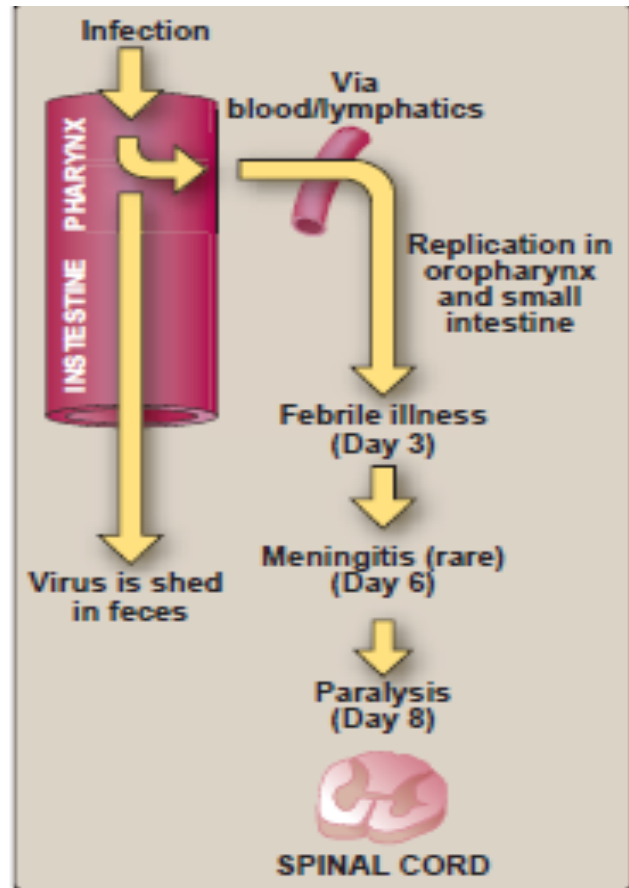 Infection
Via
blood/lymphatics
PHARYNX
INSTESTINE
Replication in
oropharynx
and small
intestine
Febrile illness
(Day 3)
Meningitis (rare)
(Day 6)
Virus is shed
in feces
Paralysis
(Day 8)
SPINAL CORD